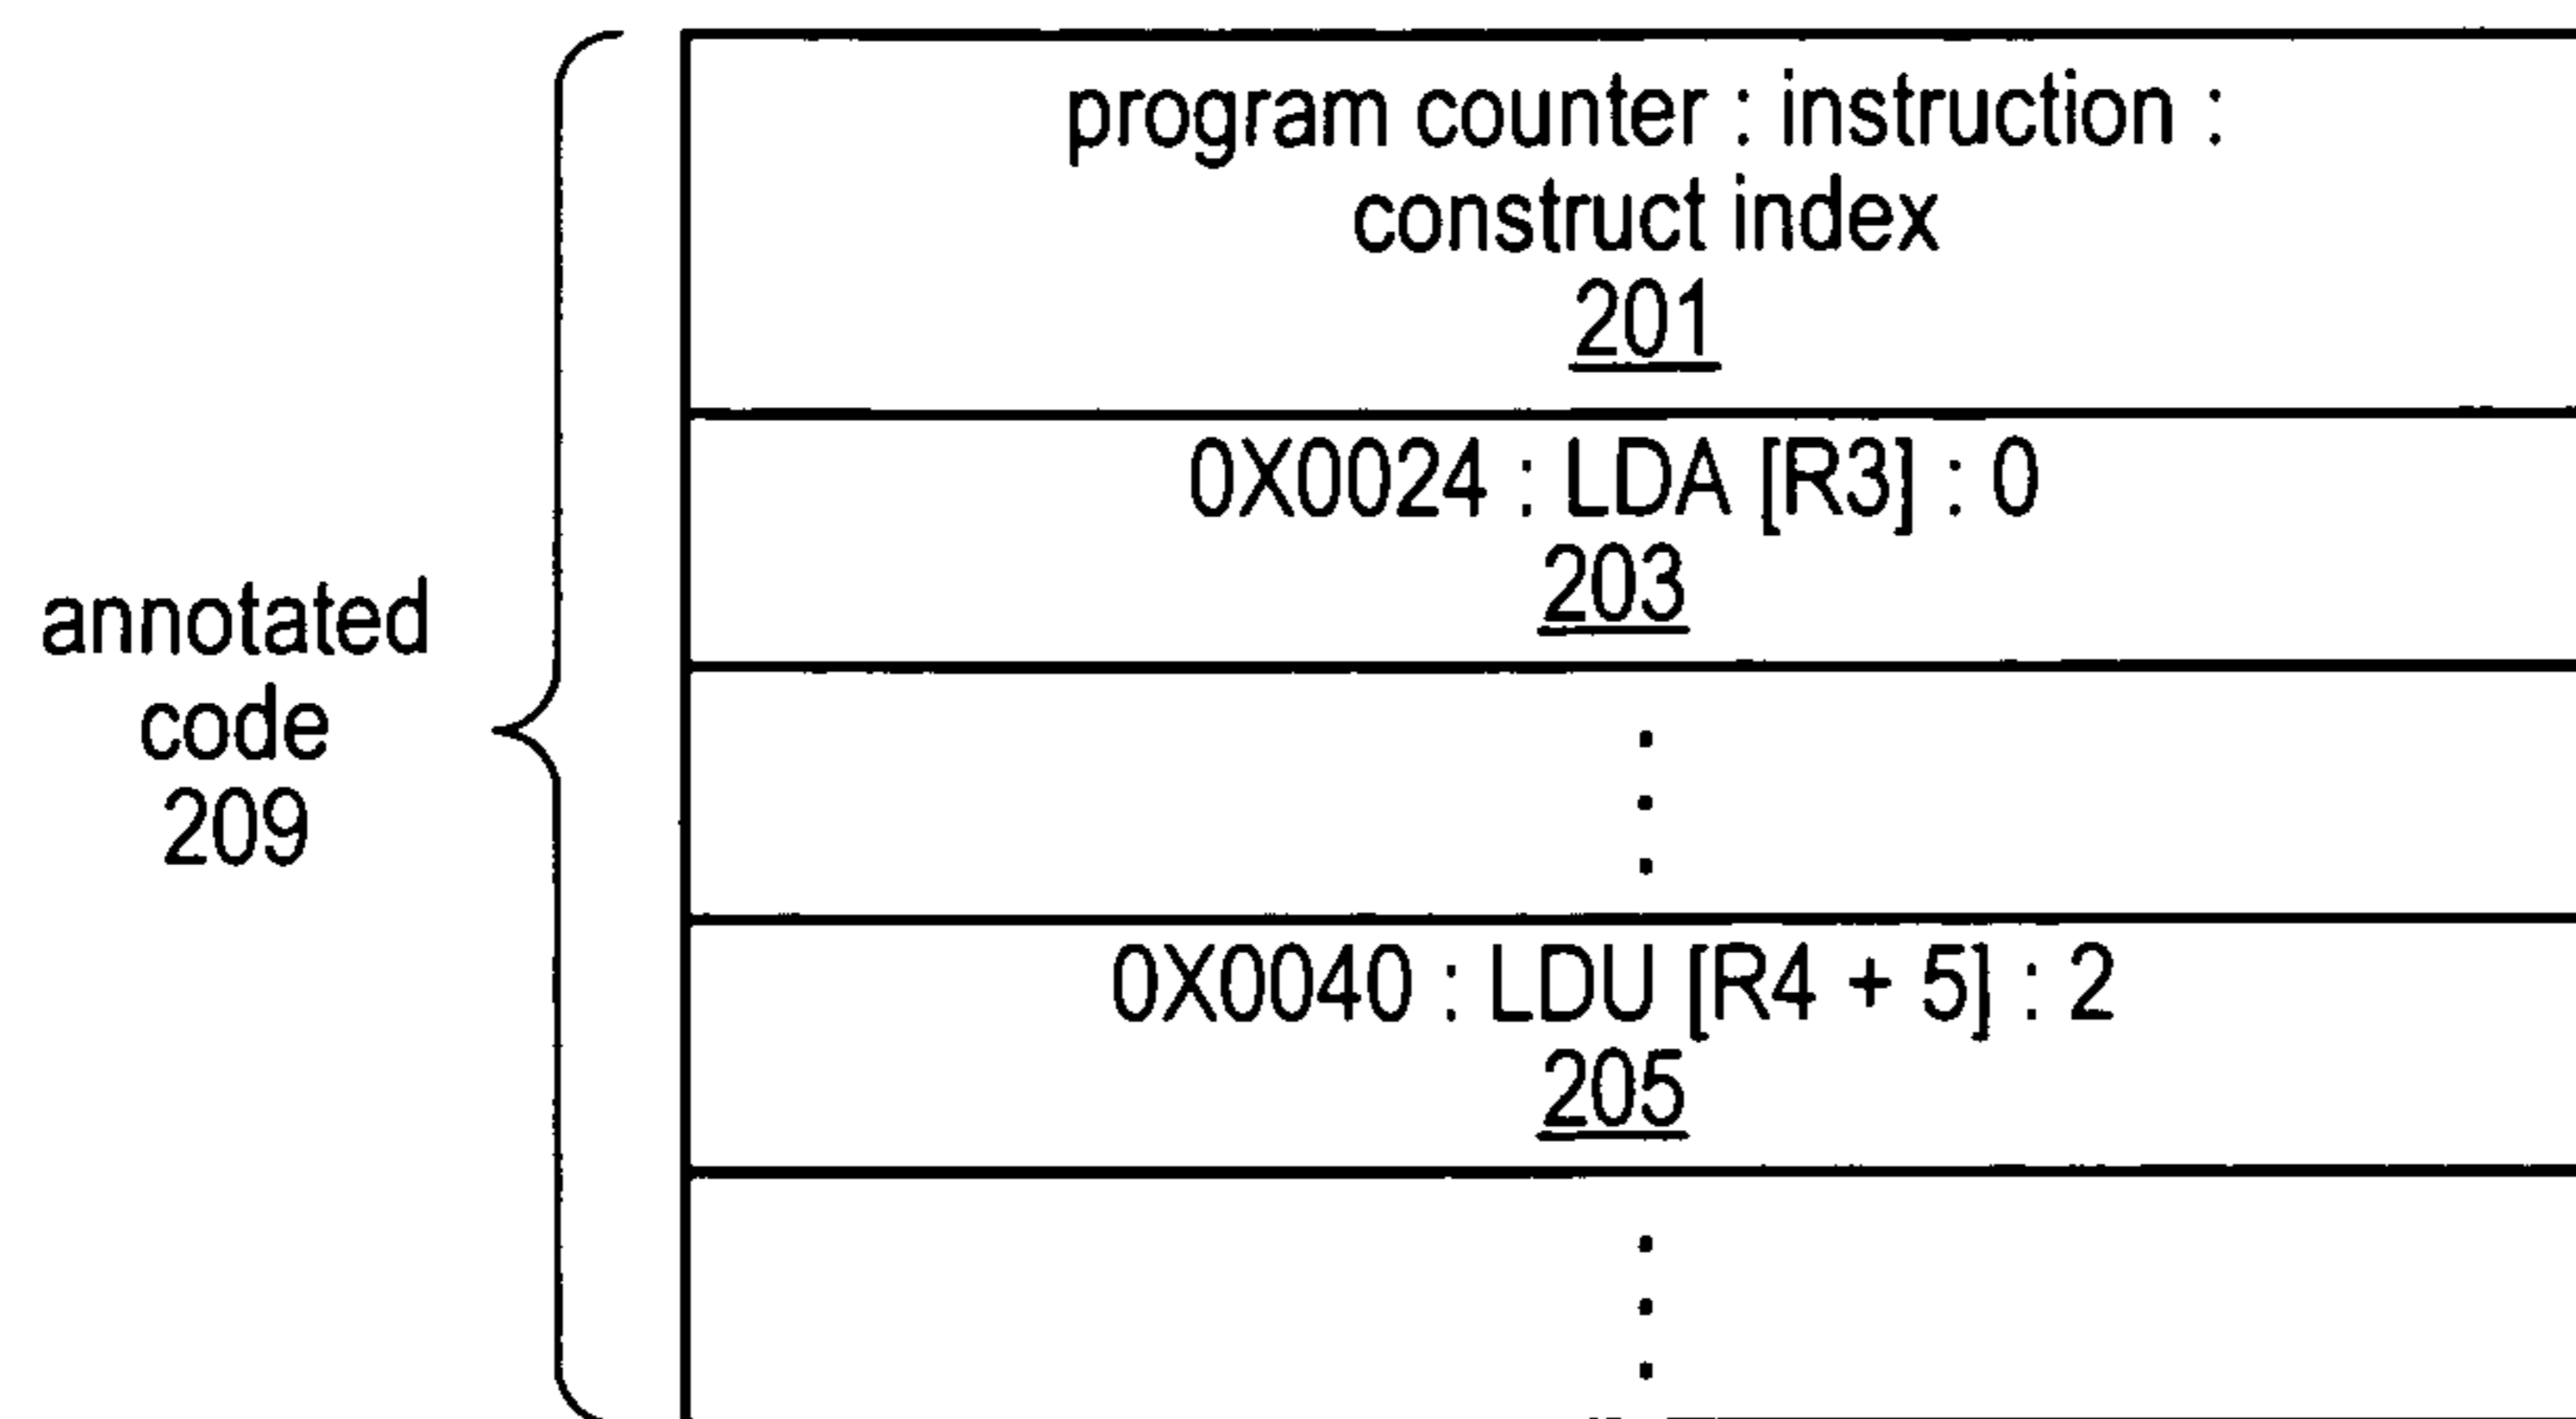 program counter : instruction :
construct index
201
0X0024 : LDA [R3] : 0
203
annotated
code
209
0X0040 : LDU [R4 + 5] : 2
205